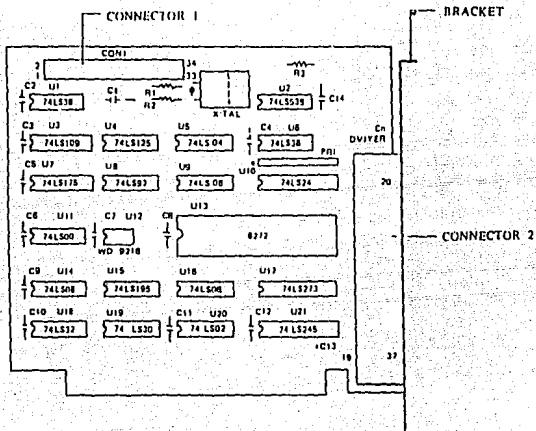 CONNECTOR 1
BRACKET
CON1
2 34
1 33
C2 U1
74LS38
C1
R1
R2
X-TAL
U2
74LS639
C14
R3
C3 U3
74LS109
U4
74LS125
U5
74LS04
C4 U6
74LS38
Cn
DVIYER
C5 U7
74LS175
U8
74LS93
U9
74LS08
U10
PR1
74LS24
20
C6 U11
74LS00
C7 U12
WD 9216
C8
U13
8272
CONNECTOR 2
C9 U14
74LS08
U15
74LS195
U16
74LS08
U17
74LS273
C10 U18
74LS32
U19
74 LS30
C11 U20
74 LS02
C12 U21
74 LS245
+C13
19
37